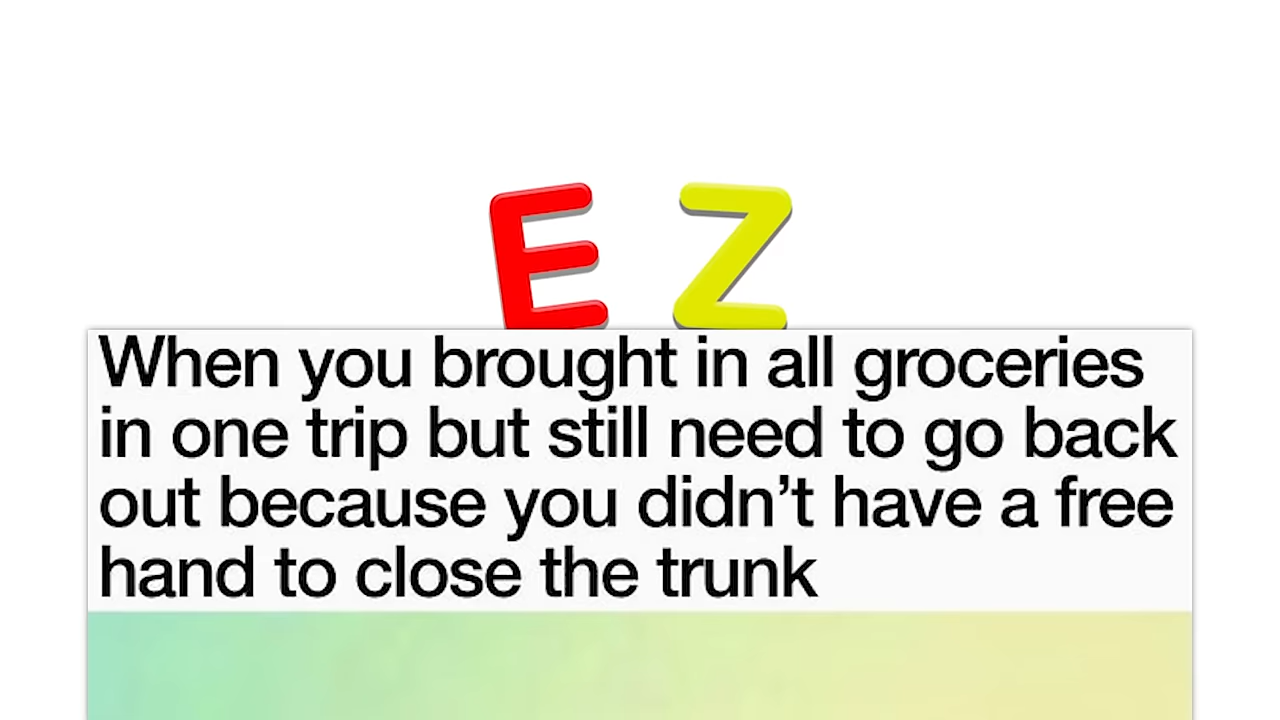 E Z
When you brought in all groceries
in one trip but still need to go back
out because you didn’t have a free
hand to close the trunk